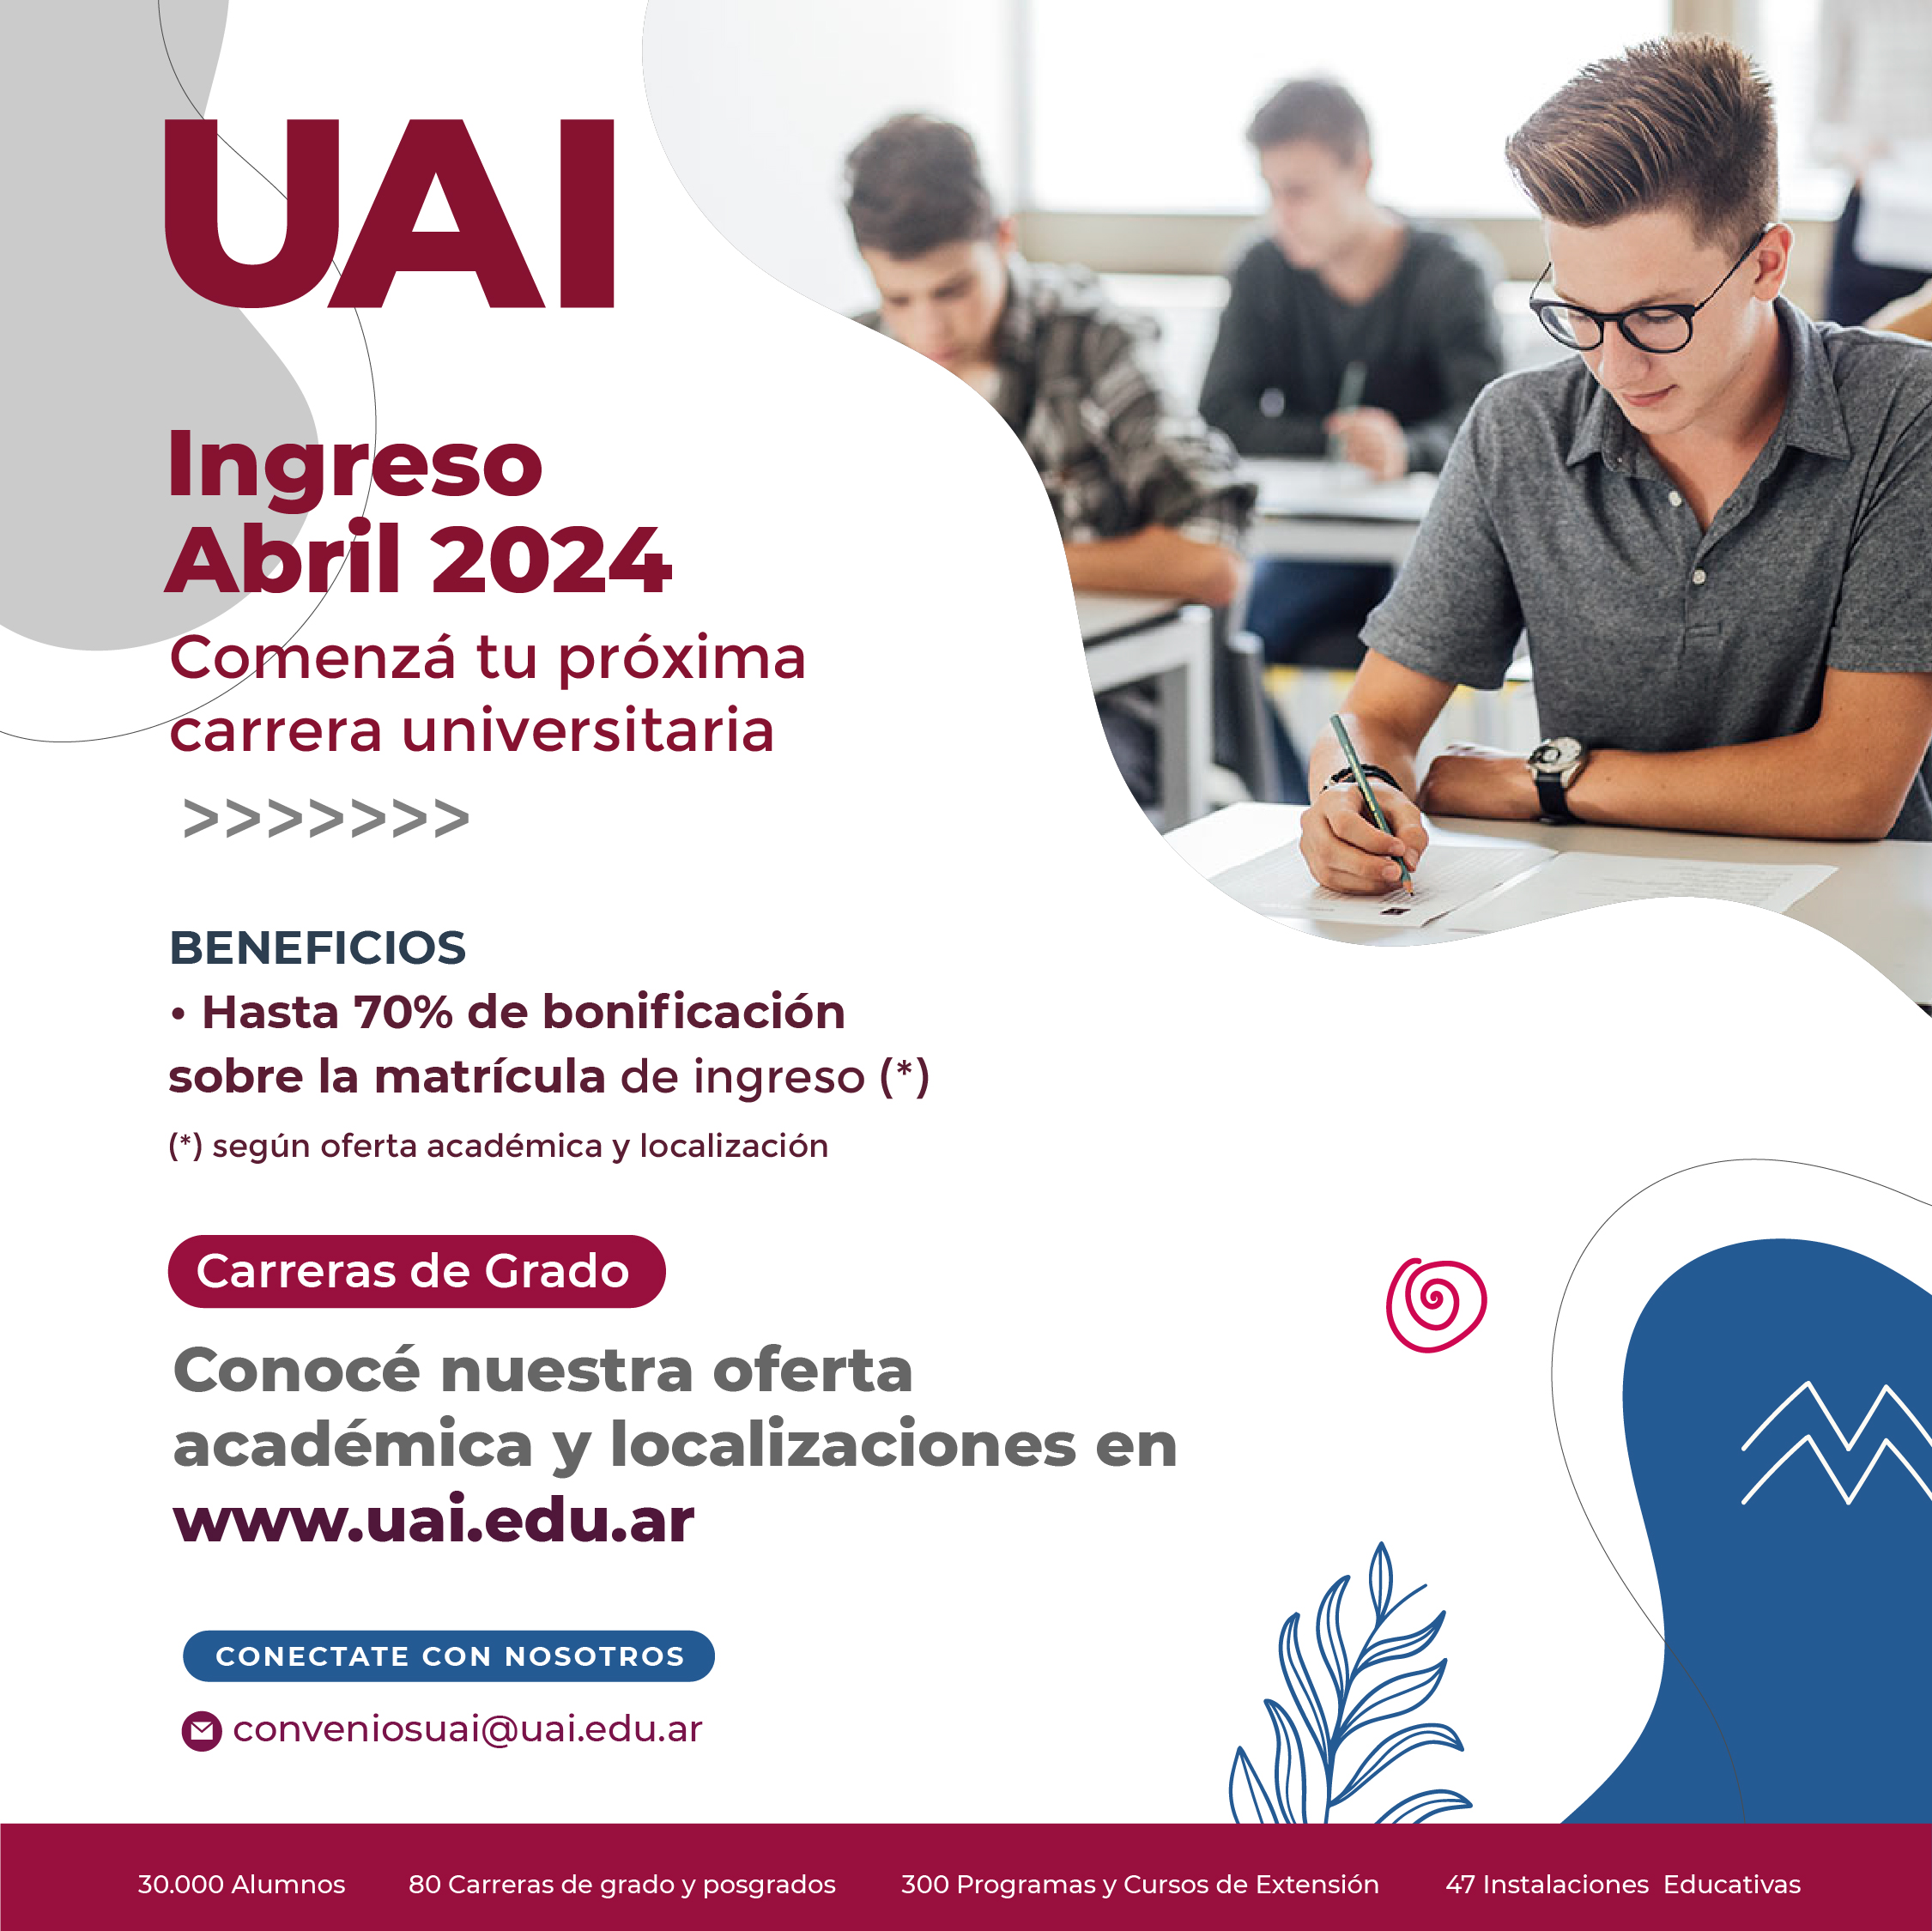 UAI
Ingreso
Abril 2024
Comenzá tu próxima
carrera universitaria
>>>>>>>
BENEFICIOS
• Hasta 70% de bonificación
sobre la matrícula de ingreso (*)
(*) según oferta académica y localización
Carreras de Grado
Conocé nuestra oferta
académica y localizaciones en
www.uai.edu.ar
CONECTATE CON NOSOTROS
conveniosuai@uai.edu.ar
30.000 Alumnos 80 Carreras de grado y posgrados 300 Programas y Cursos de Extensión 47 Instalaciones Educativas